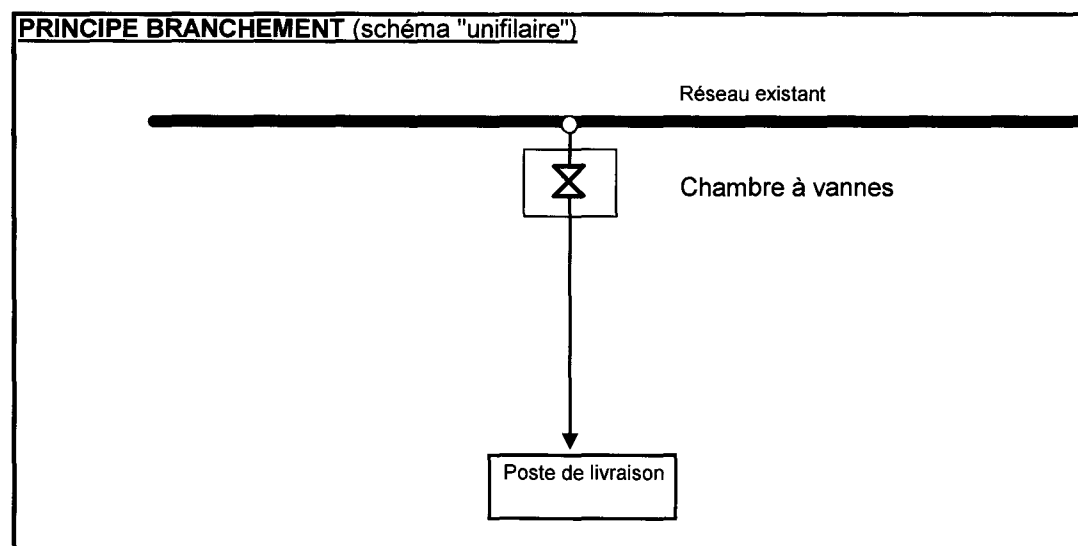 PRINCIPE BRANCHEMENT (schéma "unifilaire")
Réseau existant
Chambre à vannes
Poste de livraison